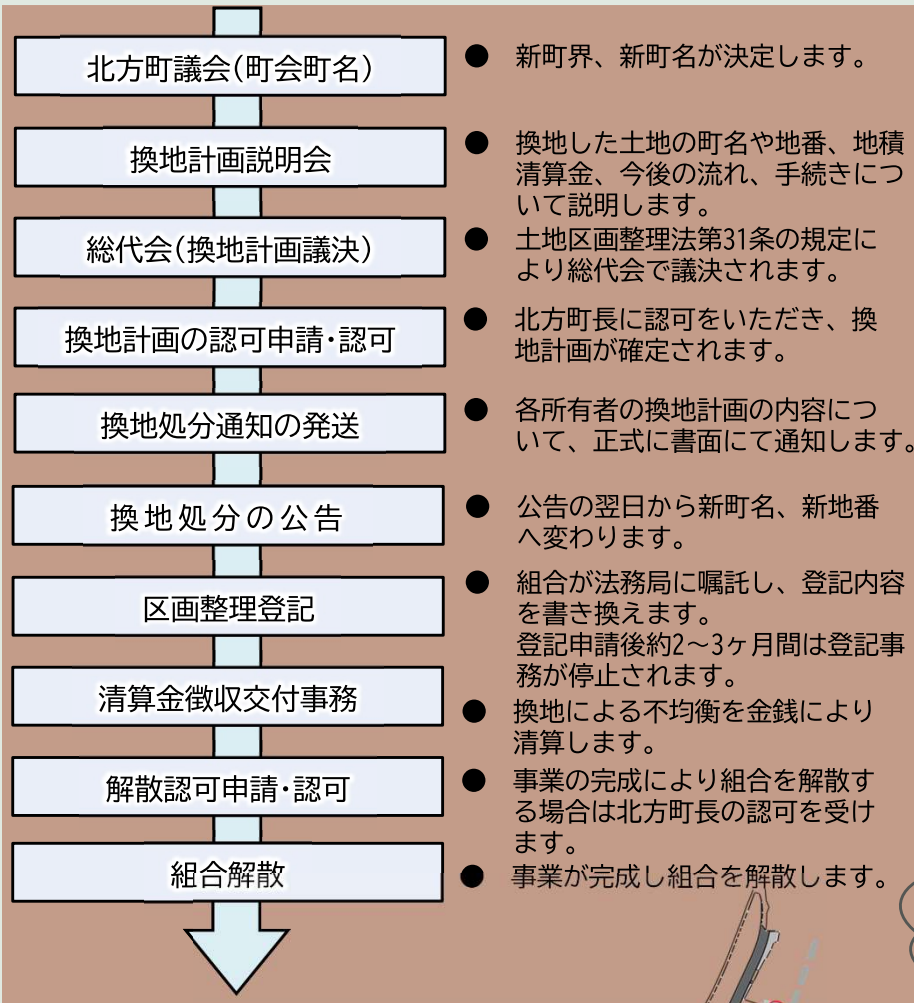 北方町議会(町会町名)
● 新町界、新町名が決定します。
換地計画説明会
● 換地した土地の町名や地番、地積
清算金、今後の流れ、手続きにつ
いて説明します。
総代会(換地計画議決)
● 土地区画整理法第31条の規定に
より総代会で議決されます。
換地計画の認可申請・認可
● 北方町長に認可をいただき、換
地計画が確定されます。
換地処分通知の発送
● 各所有者の換地計画の内容につ
いて、正式に書面にて通知します。
換地処分の公告
● 公告の翌日から新町名、新地番
へ変わります。
区画整理登記
● 組合が法務局に嘱託し、登記内容
を書き換えます。
登記申請後約2～3ヶ月間は登記事
務が停止されます。
清算金徴収交付事務
● 換地による不均衡を金銭により
清算します。
解散認可申請・認可
● 事業の完成により組合を解散す
る場合は北方町長の認可を受け
ます。
組合解散
● 事業が完成し組合を解散します。